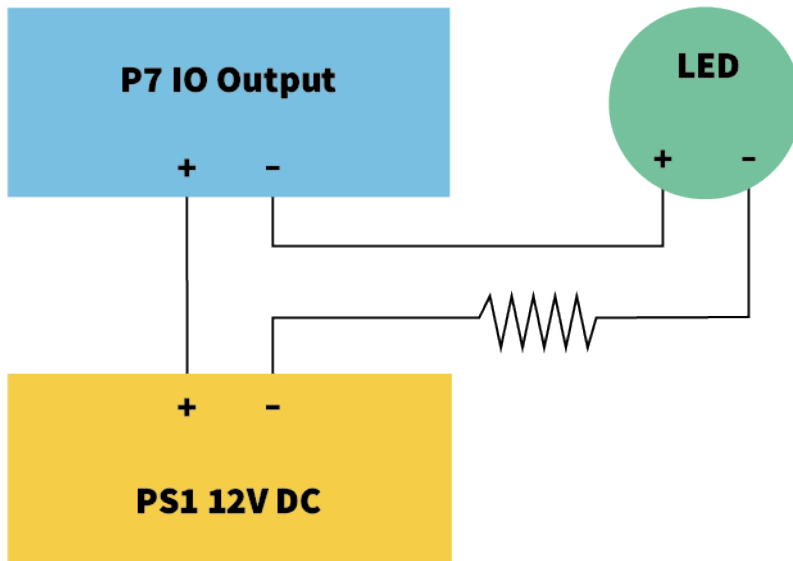 P7 IO Output
+ −
LED
+ −
+ −
PS1 12V DC